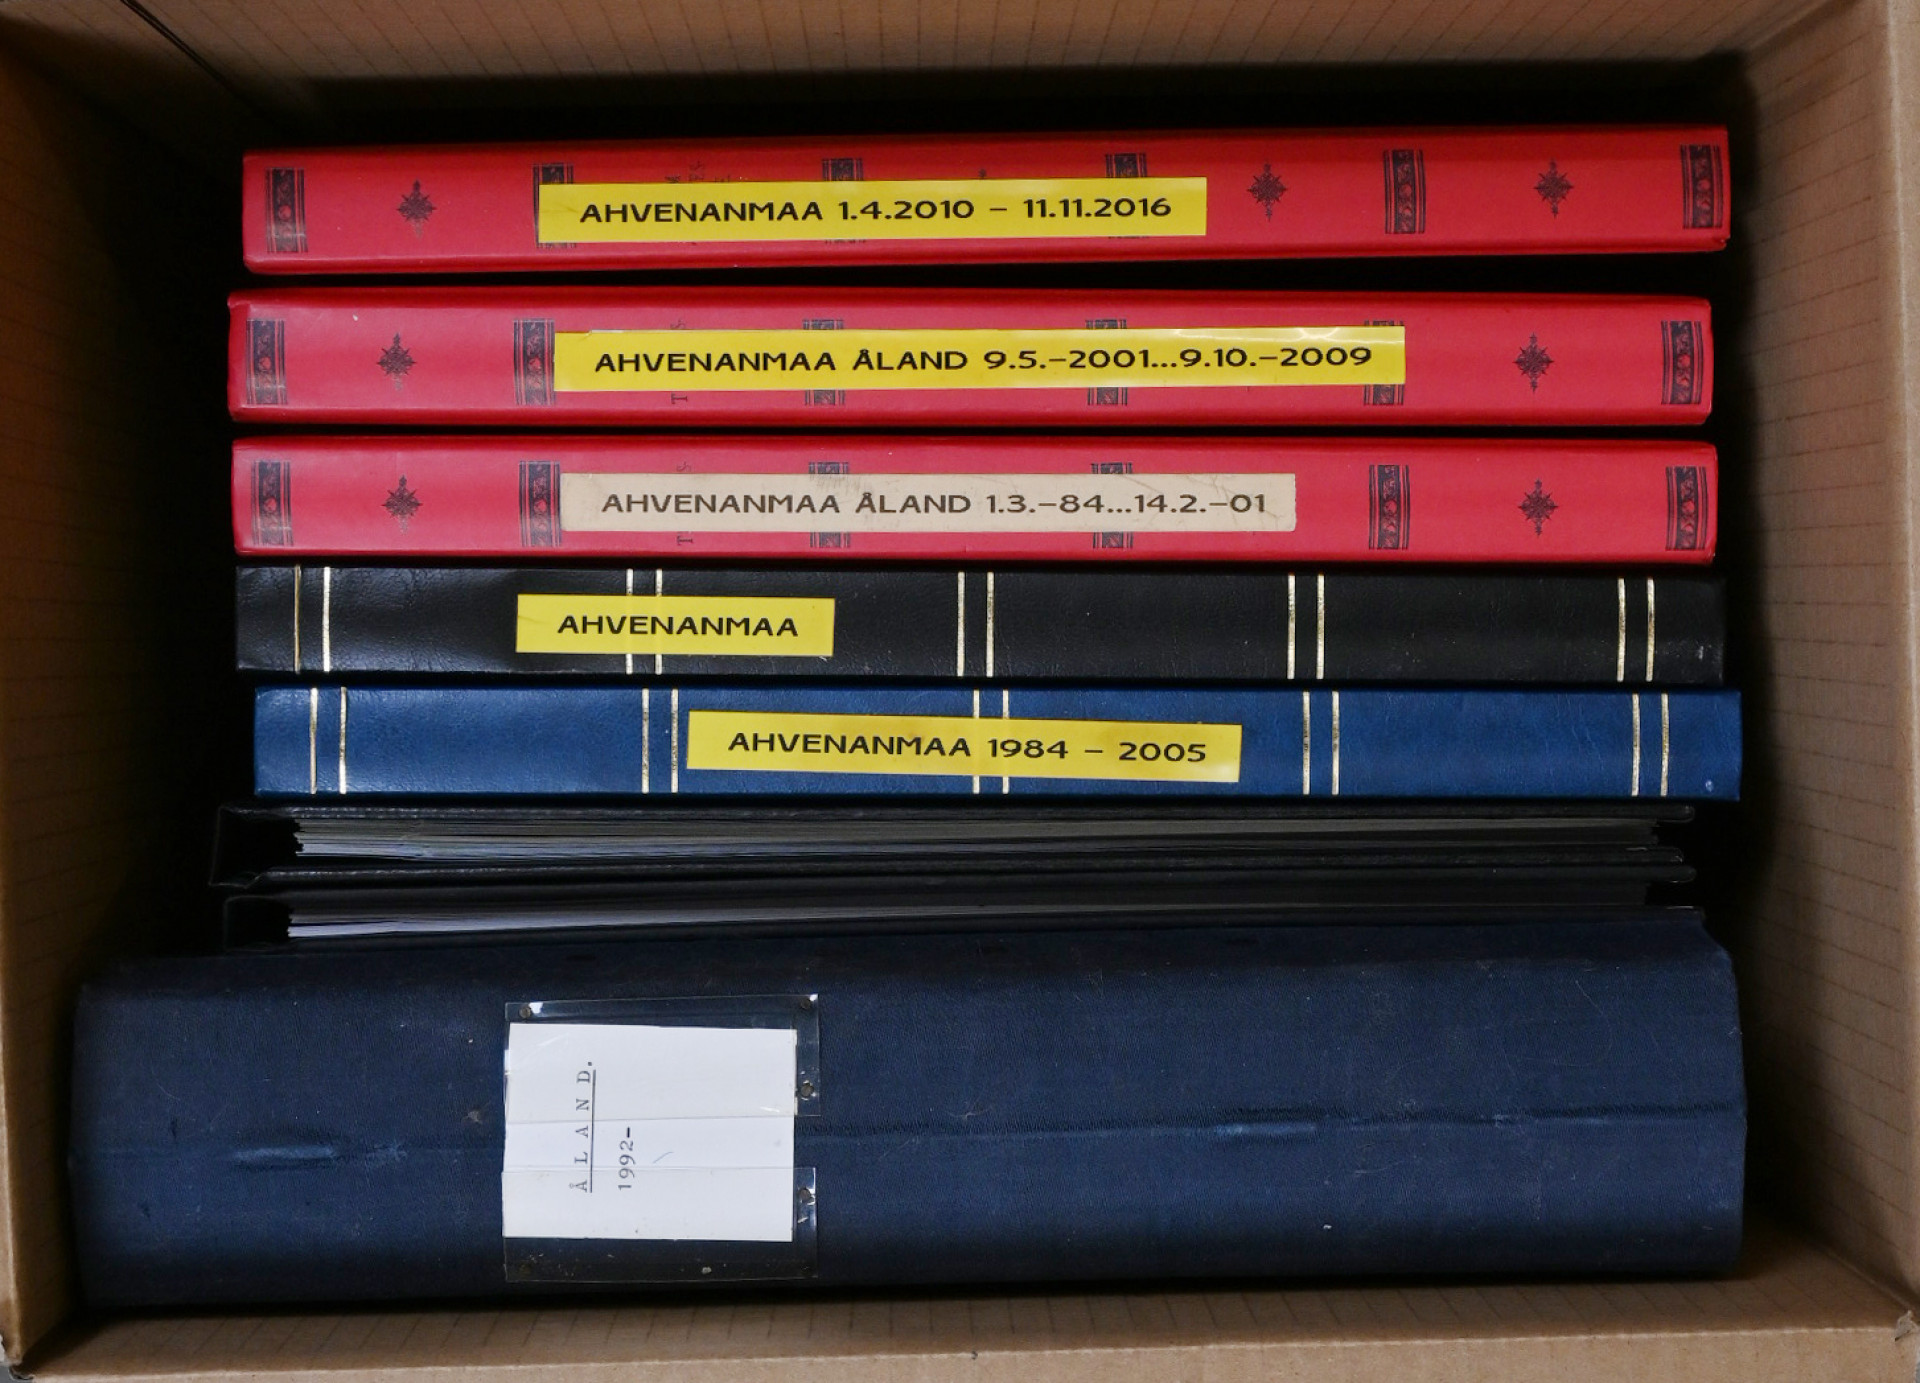 AHVENANMAA 1.4.2010 – 11.11.2016
AHVENANMAA ÅLAND 9.5.–2001...9.10.–2009
AHVENANMAA ÅLAND 1.3.–84...14.2.–01
AHVENANMAA
AHVENANMAA 1984 – 2005
ÅLAND.
1992-